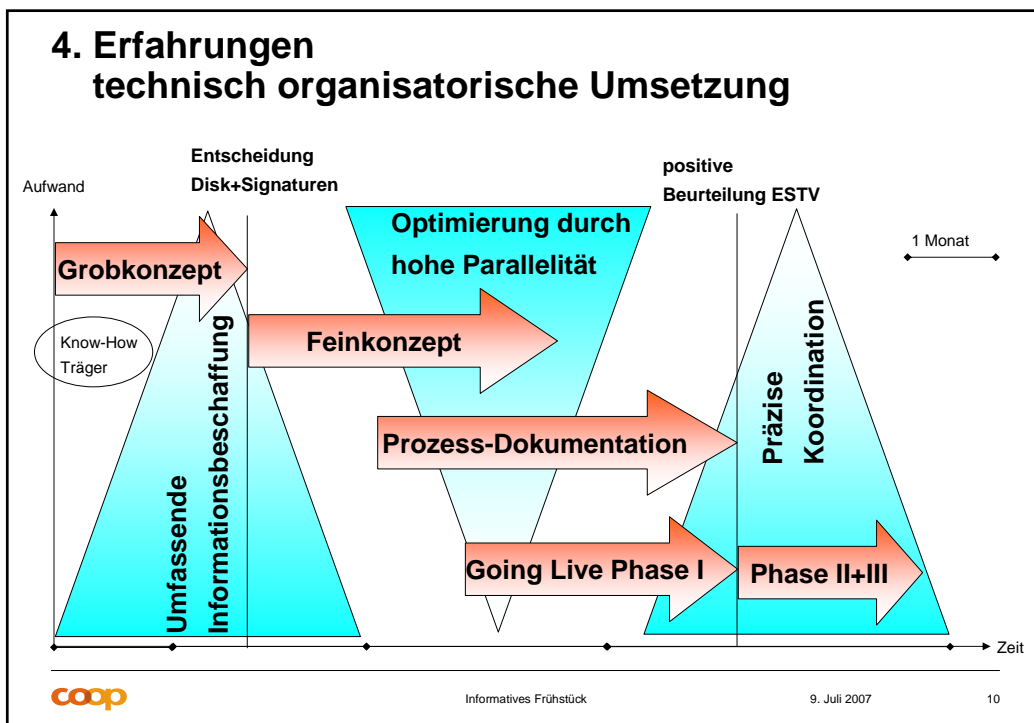 4. Erfahrungen
technisch organisatorische Umsetzung
Entscheidung
Disk+Signaturen
positive
Beurteilung ESTV
Aufwand
Optimierung durch
hohe Parallelität
1 Monat
Grobkonzept
Know-How
Träger
Feinkonzept
Umfassende
Informationsbeschaffung
Präzise
Koordination
Prozess-Dokumentation
Going Live Phase I
Phase II+III
Zeit
coop
Informatives Frühstück
9. Juli 2007
10